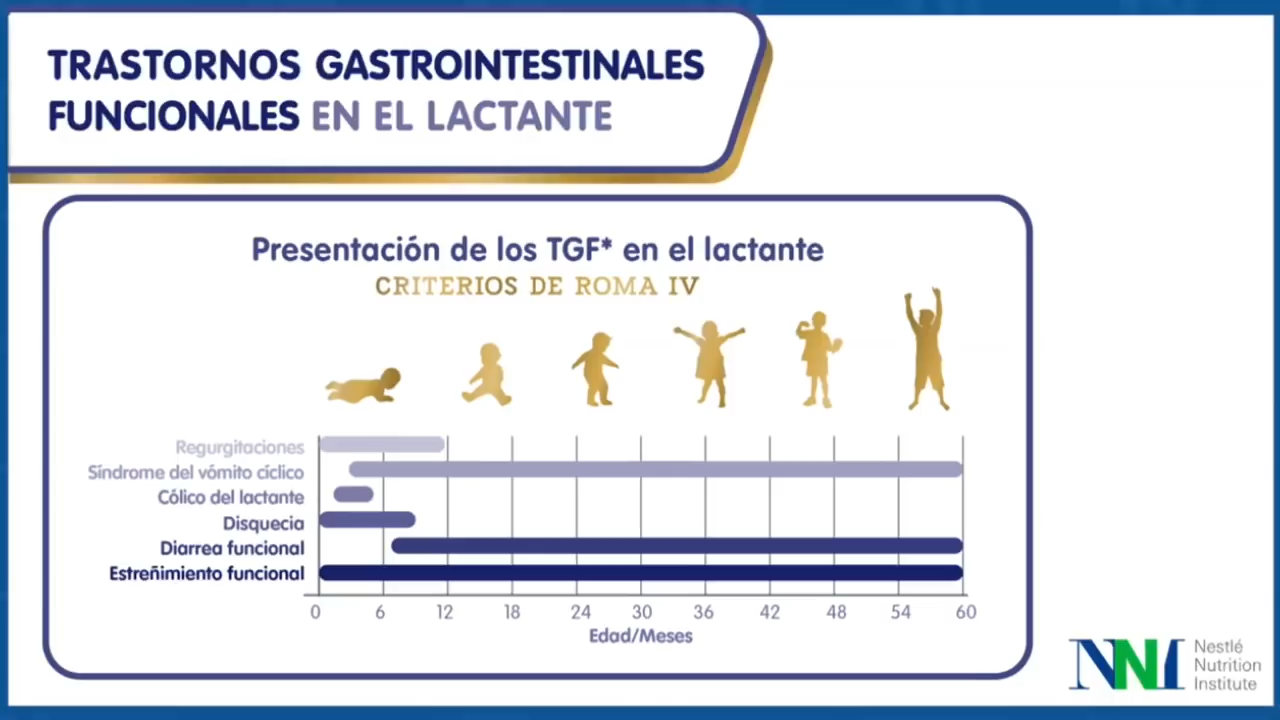 TRASTORNOS GASTROINTESTINALES
FUNCIONALES EN EL LACTANTE
Presentación de los TGF* en el lactante
CRITERIOS DE ROMA IV
Regurgitaciones
Síndrome del vómito cíclico
Cólico del lactante
Disquecia
Diarrea funcional
Estreñimiento funcional
0 6 12 18 24 30 36 42 48 54 60
Edad/Meses
NNI
Nestlé
Nutrition
Institute